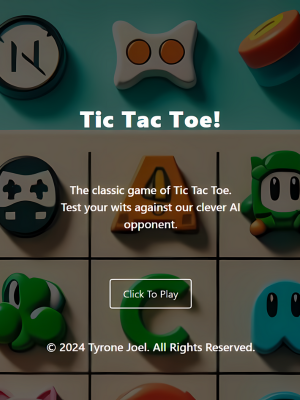 Tic Tac Toe!
The classic game of Tic Tac Toe.
Test your wits against our clever AI
opponent.
Click To Play
© 2024 Tyrone Joel. All Rights Reserved.